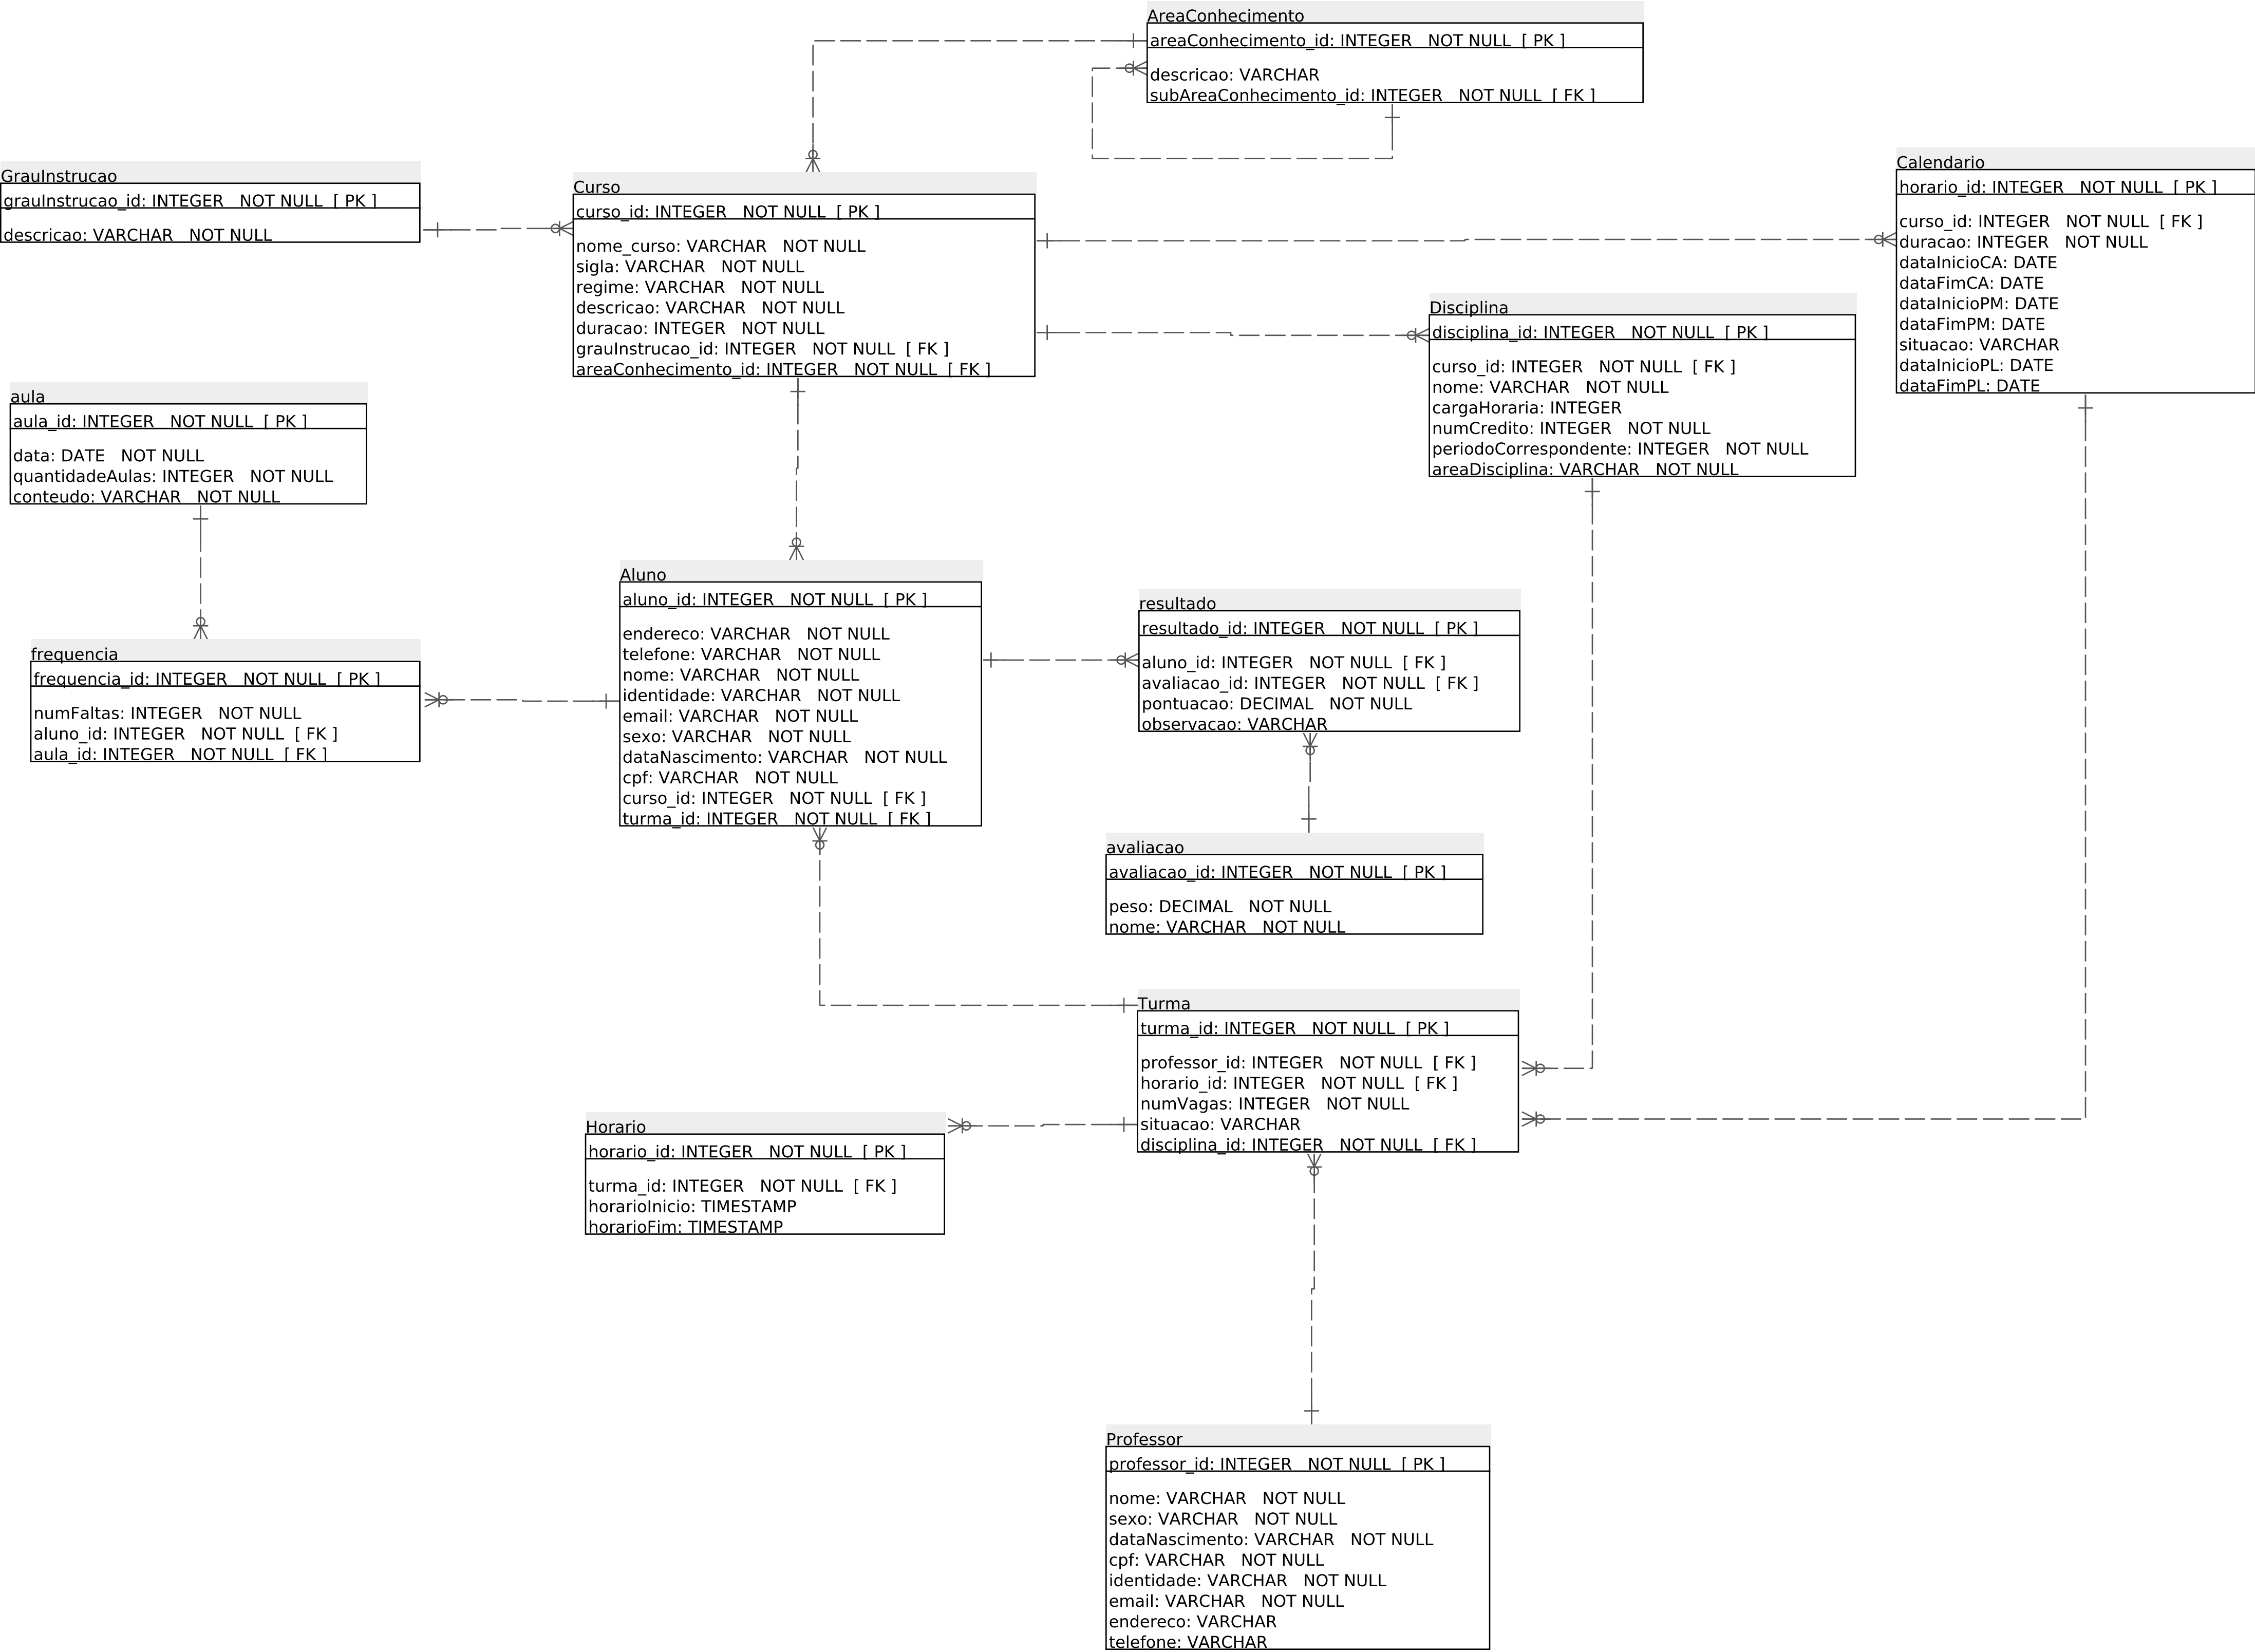 AreaConhecimento
areaConhecimento_id: INTEGER NOT NULL [ PK ]
descricao: VARCHAR
subAreaConhecimento_id: INTEGER NOT NULL [ FK ]
GrauInstrucao
grauInstrucao_id: INTEGER NOT NULL [ PK ]
descricao: VARCHAR NOT NULL
Curso
curso_id: INTEGER NOT NULL [ PK ]
nome_curso: VARCHAR NOT NULL
sigla: VARCHAR NOT NULL
regime: VARCHAR NOT NULL
descricao: VARCHAR NOT NULL
duracao: INTEGER NOT NULL
grauInstrucao_id: INTEGER NOT NULL [ FK ]
areaConhecimento_id: INTEGER NOT NULL [ FK ]
Calendario
horario_id: INTEGER NOT NULL [ PK ]
curso_id: INTEGER NOT NULL [ FK ]
duracao: INTEGER NOT NULL
dataInicioCA: DATE
dataFimCA: DATE
dataInicioPM: DATE
dataFimPM: DATE
situacao: VARCHAR
dataInicioPL: DATE
dataFimPL: DATE
Disciplina
disciplina_id: INTEGER NOT NULL [ PK ]
curso_id: INTEGER NOT NULL [ FK ]
nome: VARCHAR NOT NULL
cargaHoraria: INTEGER
numCredito: INTEGER NOT NULL
periodoCorrespondente: INTEGER NOT NULL
areaDisciplina: VARCHAR NOT NULL
aula
aula_id: INTEGER NOT NULL [ PK ]
data: DATE NOT NULL
quantidadeAulas: INTEGER NOT NULL
conteudo: VARCHAR NOT NULL
frequencia
frequencia_id: INTEGER NOT NULL [ PK ]
numFaltas: INTEGER NOT NULL
aluno_id: INTEGER NOT NULL [ FK ]
aula_id: INTEGER NOT NULL [ FK ]
Aluno
aluno_id: INTEGER NOT NULL [ PK ]
endereco: VARCHAR NOT NULL
telefone: VARCHAR NOT NULL
nome: VARCHAR NOT NULL
identidade: VARCHAR NOT NULL
email: VARCHAR NOT NULL
sexo: VARCHAR NOT NULL
dataNascimento: VARCHAR NOT NULL
cpf: VARCHAR NOT NULL
curso_id: INTEGER NOT NULL [ FK ]
turma_id: INTEGER NOT NULL [ FK ]
resultado
resultado_id: INTEGER NOT NULL [ PK ]
aluno_id: INTEGER NOT NULL [ FK ]
avaliacao_id: INTEGER NOT NULL [ FK ]
pontuacao: DECIMAL NOT NULL
observacao: VARCHAR
avaliacao
avaliacao_id: INTEGER NOT NULL [ PK ]
peso: DECIMAL NOT NULL
nome: VARCHAR NOT NULL
Turma
turma_id: INTEGER NOT NULL [ PK ]
professor_id: INTEGER NOT NULL [ FK ]
horario_id: INTEGER NOT NULL [ FK ]
numVagas: INTEGER NOT NULL
situacao: VARCHAR
disciplina_id: INTEGER NOT NULL [ FK ]
Horario
horario_id: INTEGER NOT NULL [ PK ]
turma_id: INTEGER NOT NULL [ FK ]
horarioInicio: TIMESTAMP
horarioFim: TIMESTAMP
Professor
professor_id: INTEGER NOT NULL [ PK ]
nome: VARCHAR NOT NULL
sexo: VARCHAR NOT NULL
dataNascimento: VARCHAR NOT NULL
cpf: VARCHAR NOT NULL
identidade: VARCHAR NOT NULL
email: VARCHAR NOT NULL
endereco: VARCHAR
telefone: VARCHAR